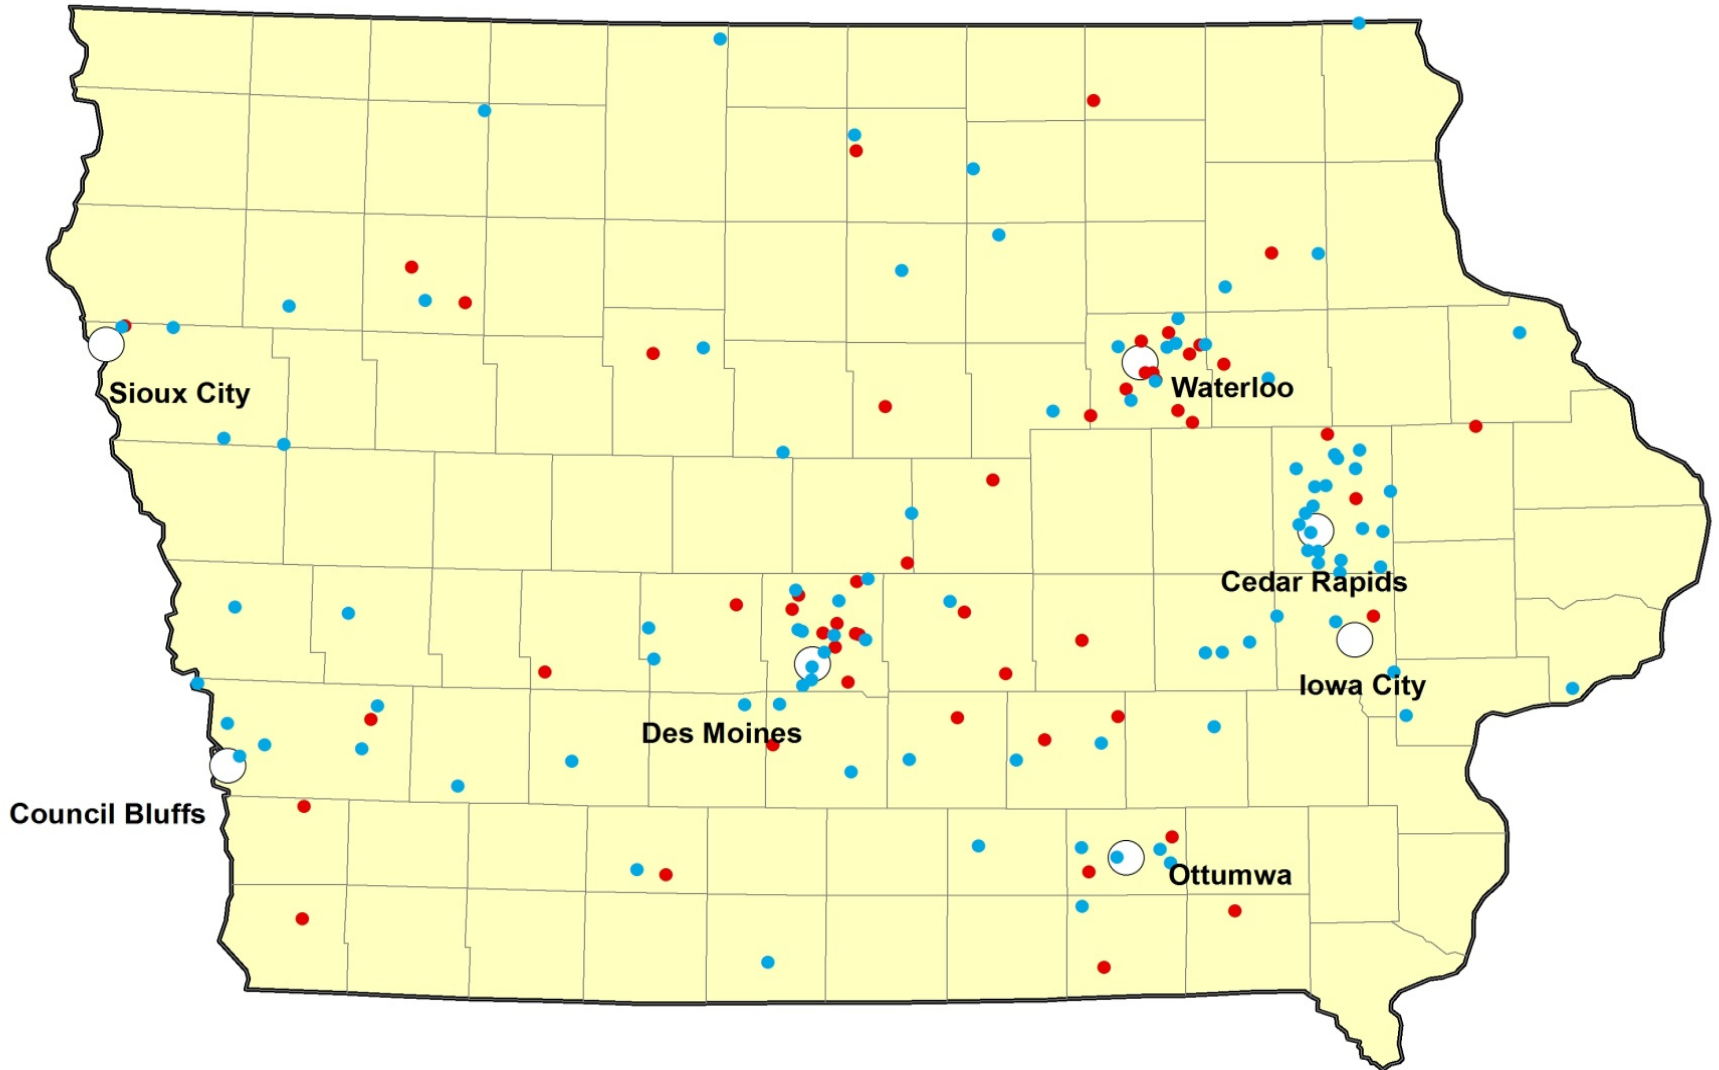 Sioux City
Waterloo
Cedar Rapids
Iowa City
Des Moines
Council Bluffs
Ottumwa